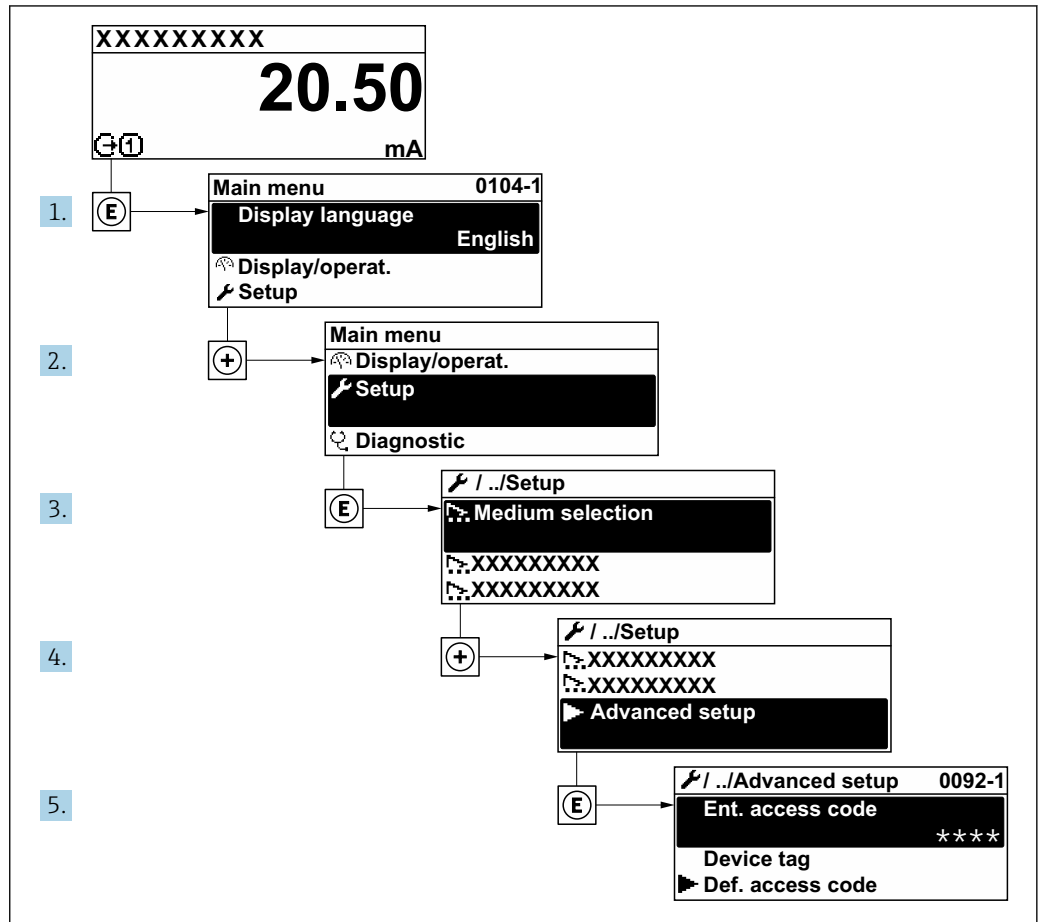 XXXXXXXXX
20.50
1
mA
1.
E
Main menu 0104-1
Display language
English
Display/operat.
Setup
2.
+
Main menu
Display/operat.
Setup
Diagnostic
3.
E
/ ../Setup
Medium selection
XXXXXXXXX
XXXXXXXXX
4.
+
/ ../Setup
XXXXXXXXX
XXXXXXXXX
Advanced setup
5.
E
/ ../Advanced setup 0092-1
Ent. access code
****
Device tag
Def. access code